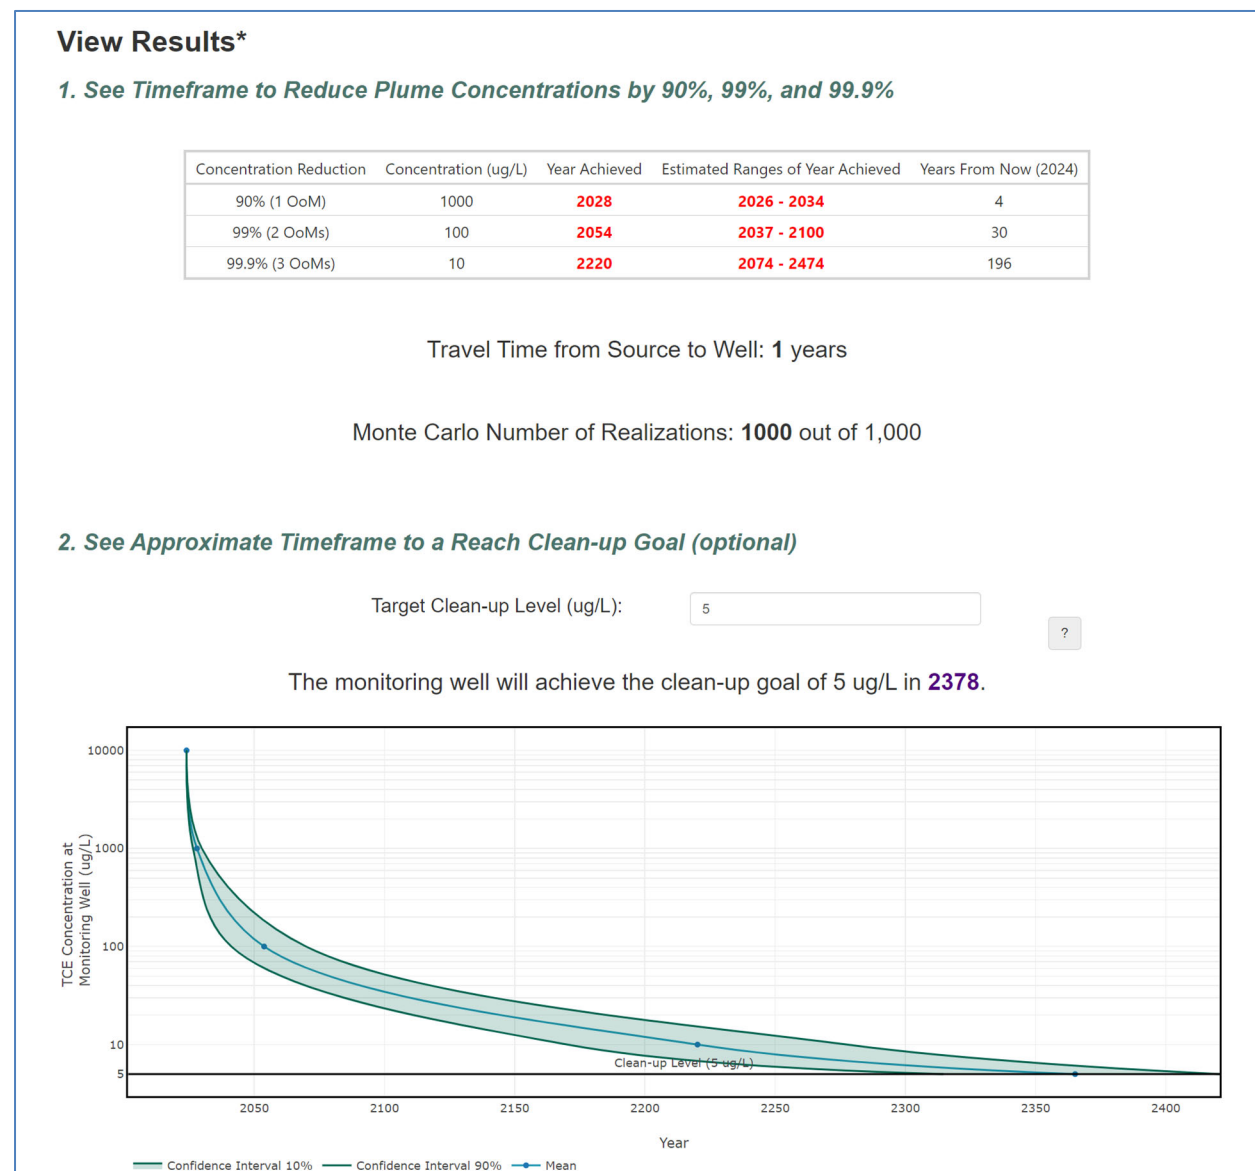 View Results*
1. See Timeframe to Reduce Plume Concentrations by 90%, 99%, and 99.9%
Concentration Reduction Concentration (ug/L) Year Achieved Estimated Ranges of Year Achieved Years From Now (2024)
90% (1 OoM) 1000 2028 2026 - 2034 4
99% (2 OoMs) 100 2054 2037 - 2100 30
99.9% (3 OoMs) 10 2220 2074 - 2474 196
Travel Time from Source to Well: 1 years
Monte Carlo Number of Realizations: 1000 out of 1,000
2. See Approximate Timeframe to a Reach Clean-up Goal (optional)
Target Clean-up Level (ug/L): 5
?
The monitoring well will achieve the clean-up goal of 5 ug/L in 2378.
TCE Concentration at
Monitoring Well (ug/L)
10000
1000
100
10
5
Clean-up Level (5 ug/L)
2050 2100 2150 2200 2250 2300 2350 2400
Year
Confidence Interval 10% Confidence Interval 90% Mean